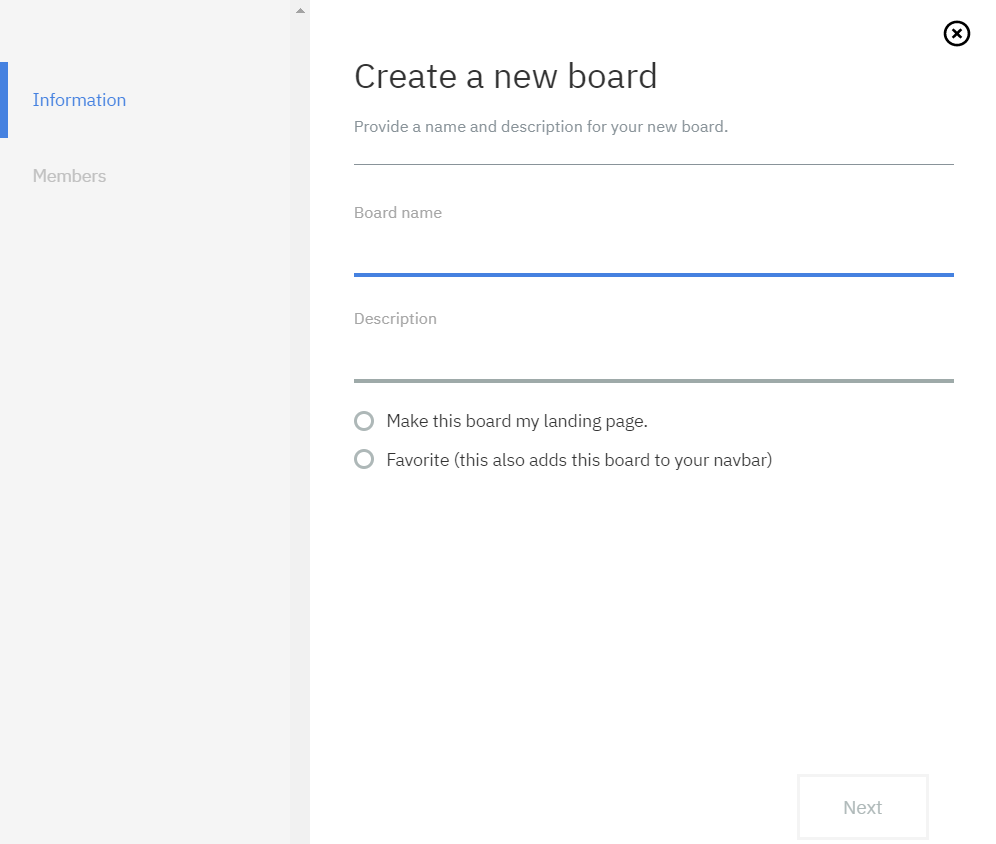 Information
Members
Create a new board
Provide a name and description for your new board.
Board name
Description
Make this board my landing page.
Favorite (this also adds this board to your navbar)
Next